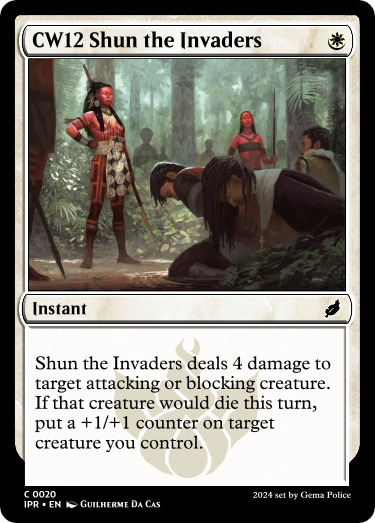 CW12 Shun the Invaders
Instant
Shun the Invaders deals 4 damage to
target attacking or blocking creature.
If that creature would die this turn,
put a +1/+1 counter on target
creature you control.
C 0020
IPR • EN Guilherme Da Cas
2024 set by Gema Police